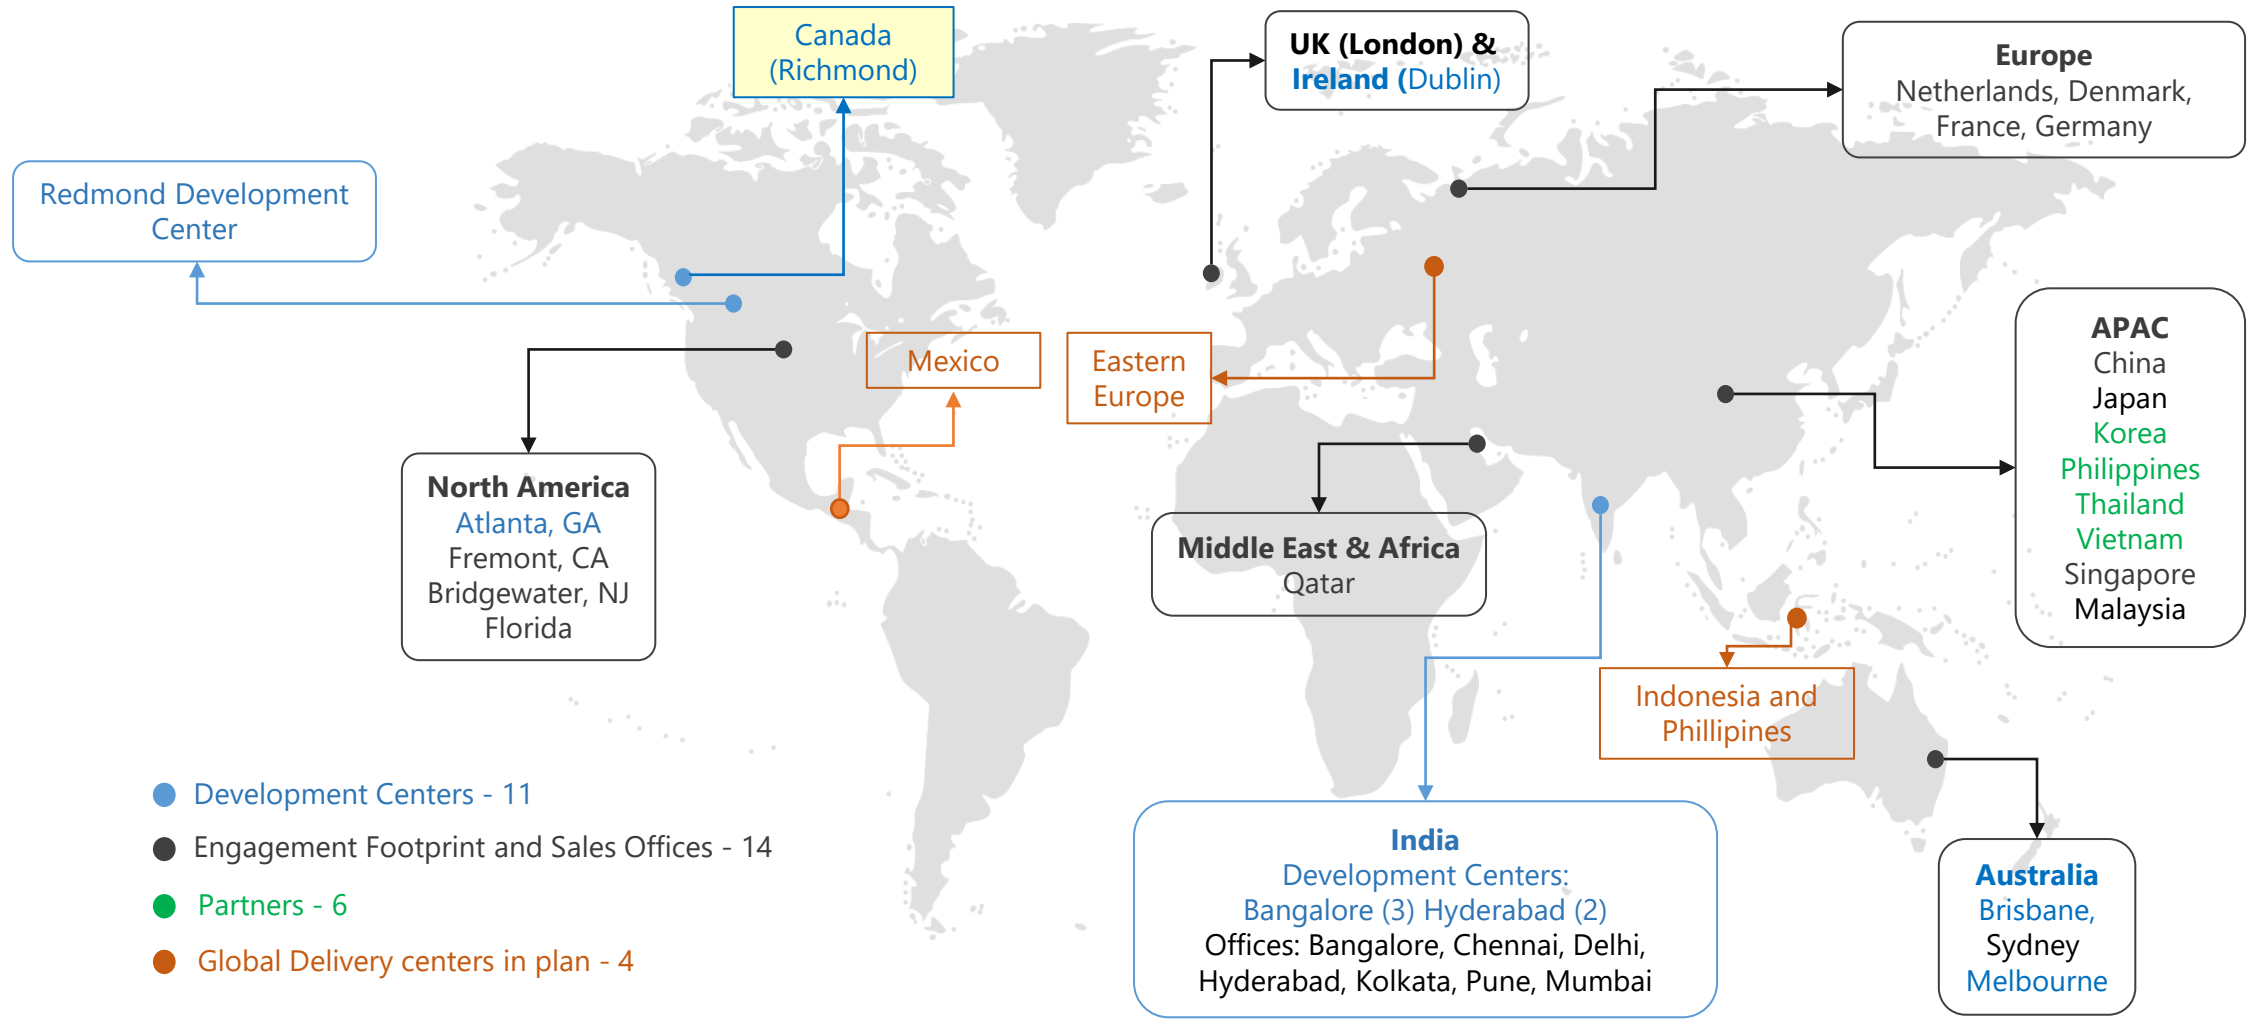 Canada
(Richmond)
UK (London) &
Ireland (Dublin)
Europe
Netherlands, Denmark,
France, Germany
Redmond Development
Center
APAC
China
Japan
Korea
Philippines
Thailand
Vietnam
Singapore
Malaysia
Mexico
Eastern
Europe
North America
Atlanta, GA
Fremont, CA
Bridgewater, NJ
Florida
Middle East & Africa
Qatar
Indonesia and
Phillipines
Development Centers - 11
Engagement Footprint and Sales Offices - 14
Partners - 6
Global Delivery centers in plan - 4
India
Development Centers:
Bangalore (3) Hyderabad (2)
Offices: Bangalore, Chennai, Delhi,
Hyderabad, Kolkata, Pune, Mumbai
Australia
Brisbane,
Sydney
Melbourne